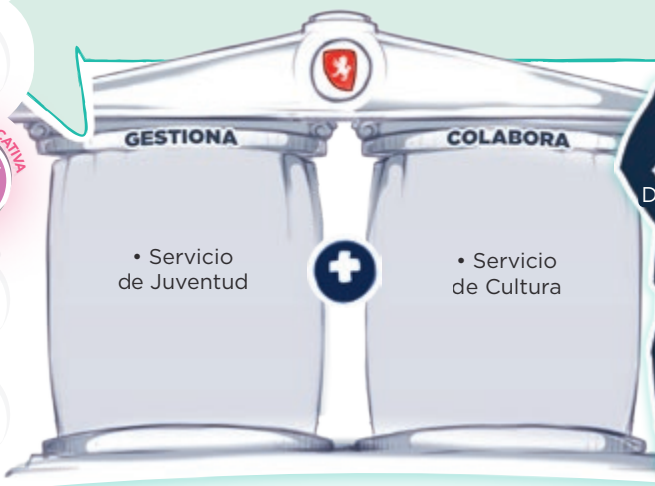 GESTIONA
COLABORA
• Servicio
de Juventud
• Servicio
de Cultura